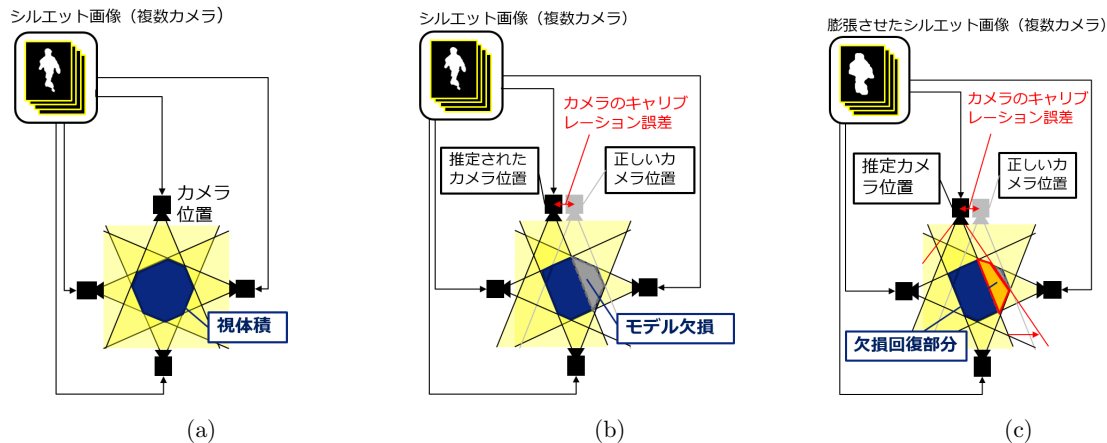 シルエット画像（複数カメラ）
カメラ
位置
視体積
(a)
シルエット画像（複数カメラ）
カメラのキャリブ
レーション誤差
推定された
カメラ位置
正しいカ
メラ位置
モデル欠損
(b)
膨張させたシルエット画像（複数カメラ）
カメラのキャリブ
レーション誤差
推定カメ
ラ位置
正しいカ
メラ位置
欠損回復部分
(c)